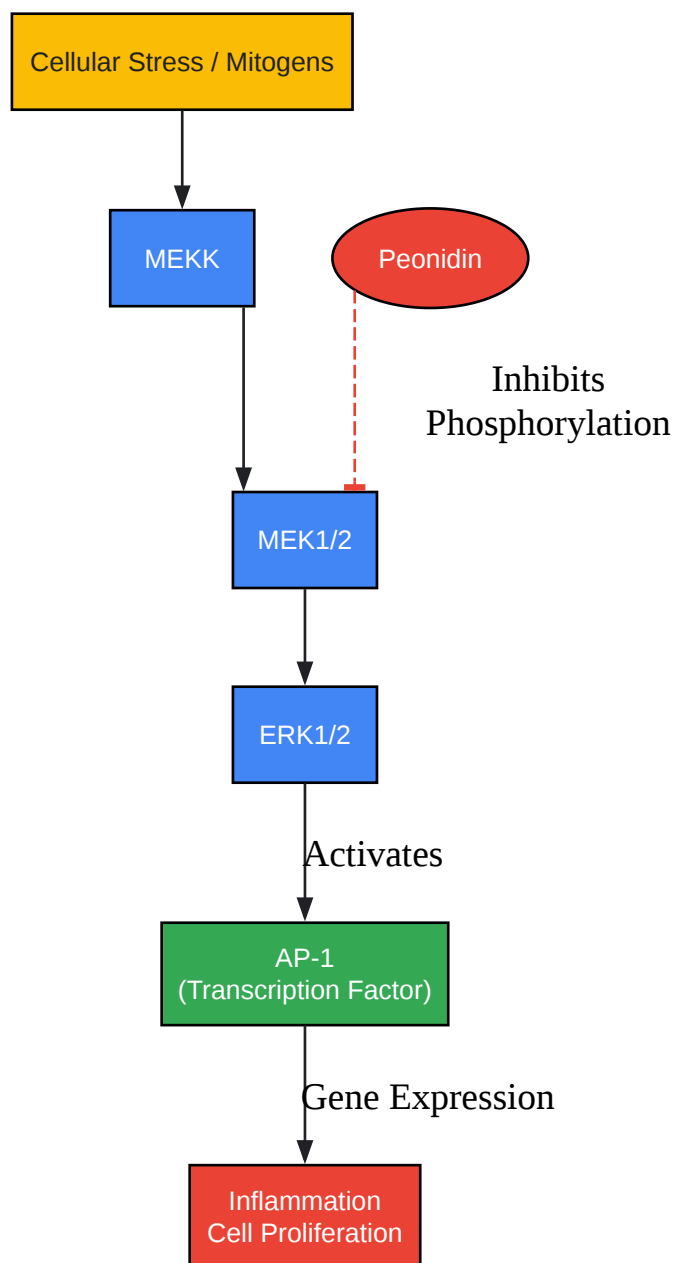 Cellular Stress / Mitogens
MEKK
Peonidin
Inhibits
Phosphorylation
MEK1/2
ERK1/2
Activates
AP-1
(Transcription Factor)
Gene Expression
Inflammation
Cell Proliferation